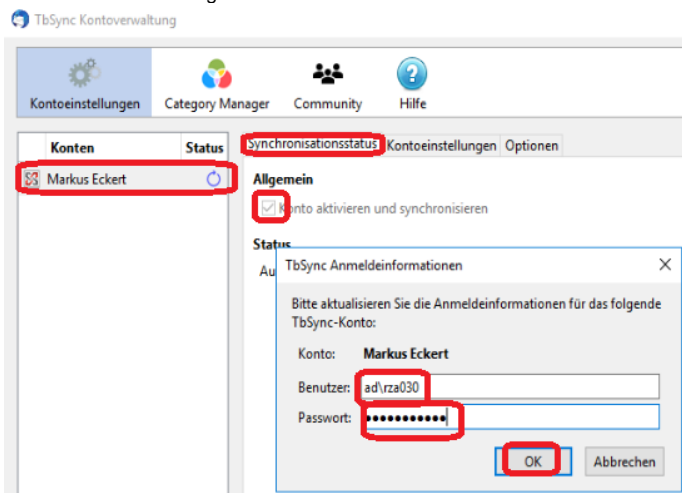 TbSync Kontoverwaltung
Kontoeinstellungen Category Manager Community Hilfe
Konten Status
Markus Eckert
Synchronisationsstatus Kontoeinstellungen Optionen
Allgemein
Konto aktivieren und synchronisieren
Status
Au
TbSync Anmeldeinformationen
Bitte aktualisieren Sie die Anmeldeinformationen für das folgende
TbSync-Konto:
Konto: Markus Eckert
Benutzer: ad\rza030
Passwort: ●●●●●●●●●●●
OK Abbrechen